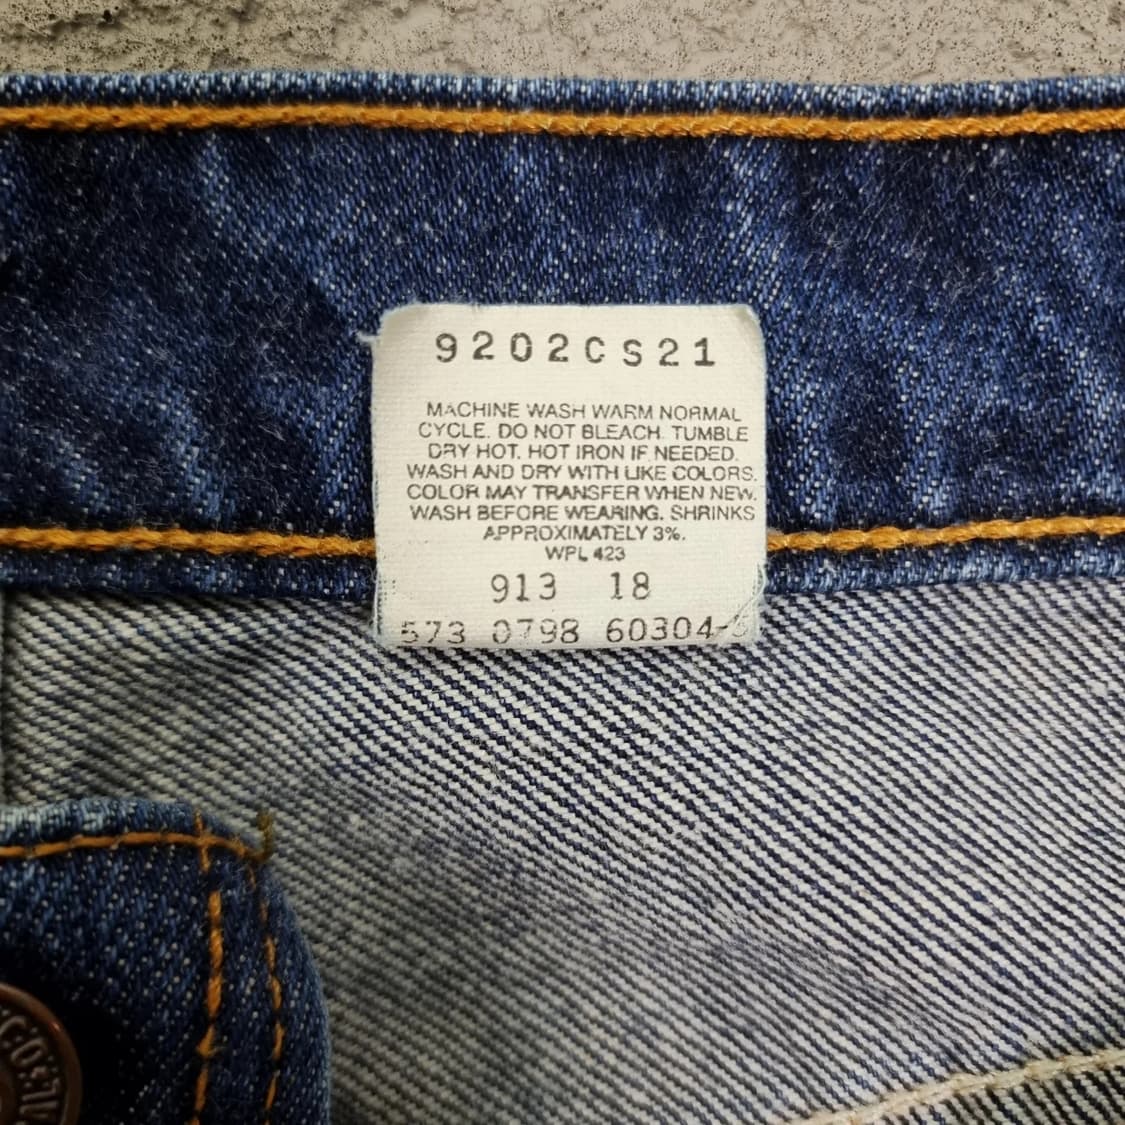 9202CS21
MACHINE WASH WARM NORMAL
CYCLE. DO NOT BLEACH. TUMBLE
DRY HOT. HOT IRON IF NEEDED.
WASH AND DRY WITH LIKE COLORS.
COLOR MAY TRANSFER WHEN NEW.
WASH BEFORE WEARING. SHRINKS
APPROXIMATELY 3%.
WPL 423
913 18
573 0798